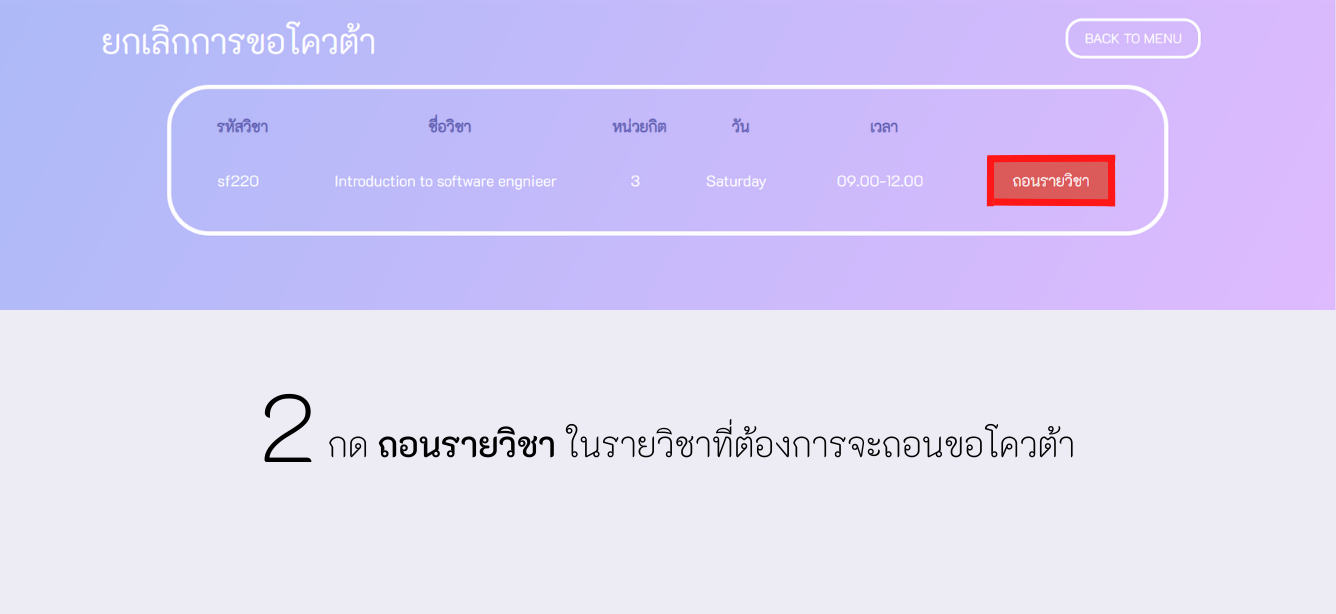 ยกเลิกการขอโควต้า
BACK TO MENU
รหัสวิชา ชื่อวิชา หน่วยกิต วัน เวลา
sf220 Introduction to software engnieer 3 Saturday 09.00-12.00 ถอนรายวิชา
2 กด ถอนรายวิชา ในรายวิชาที่ต้องการจะถอนขอโควต้า